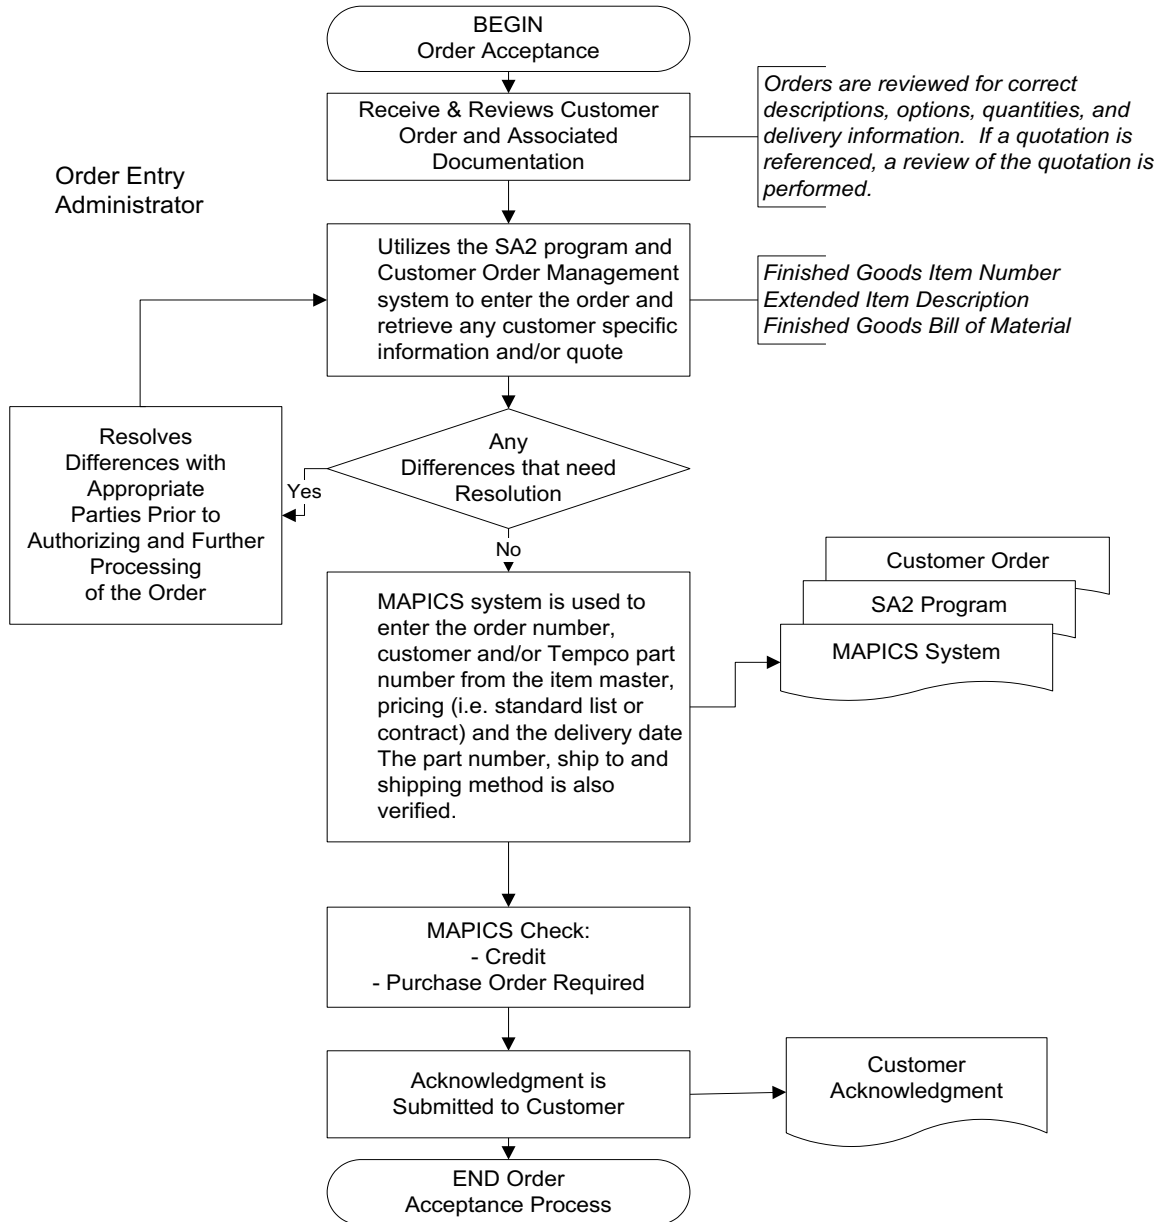 BEGIN
Order Acceptance
Receive & Reviews Customer
Order and Associated
Documentation
Orders are reviewed for correct
descriptions, options, quantities, and
delivery information.  If a quotation is
referenced, a review of the quotation is
performed.
Order Entry
Administrator
Utilizes the SA2 program and
Customer Order Management
system to enter the order and
retrieve any customer specific
information and/or quote
Finished Goods Item Number
Extended Item Description
Finished Goods Bill of Material
Resolves
Differences with
Appropriate
Parties Prior to
Authorizing and Further
Processing
of the Order
Yes
Any
Differences that need
Resolution
No
MAPICS system is used to
enter the order number,
customer and/or Tempco part
number from the item master,
pricing (i.e. standard list or
contract) and the delivery date
The part number, ship to and
shipping method is also
verified.
Customer Order
SA2 Program
MAPICS System
MAPICS Check:
- Credit
- Purchase Order Required
Acknowledgment is
Submitted to Customer
Customer
Acknowledgment
END Order
Acceptance Process